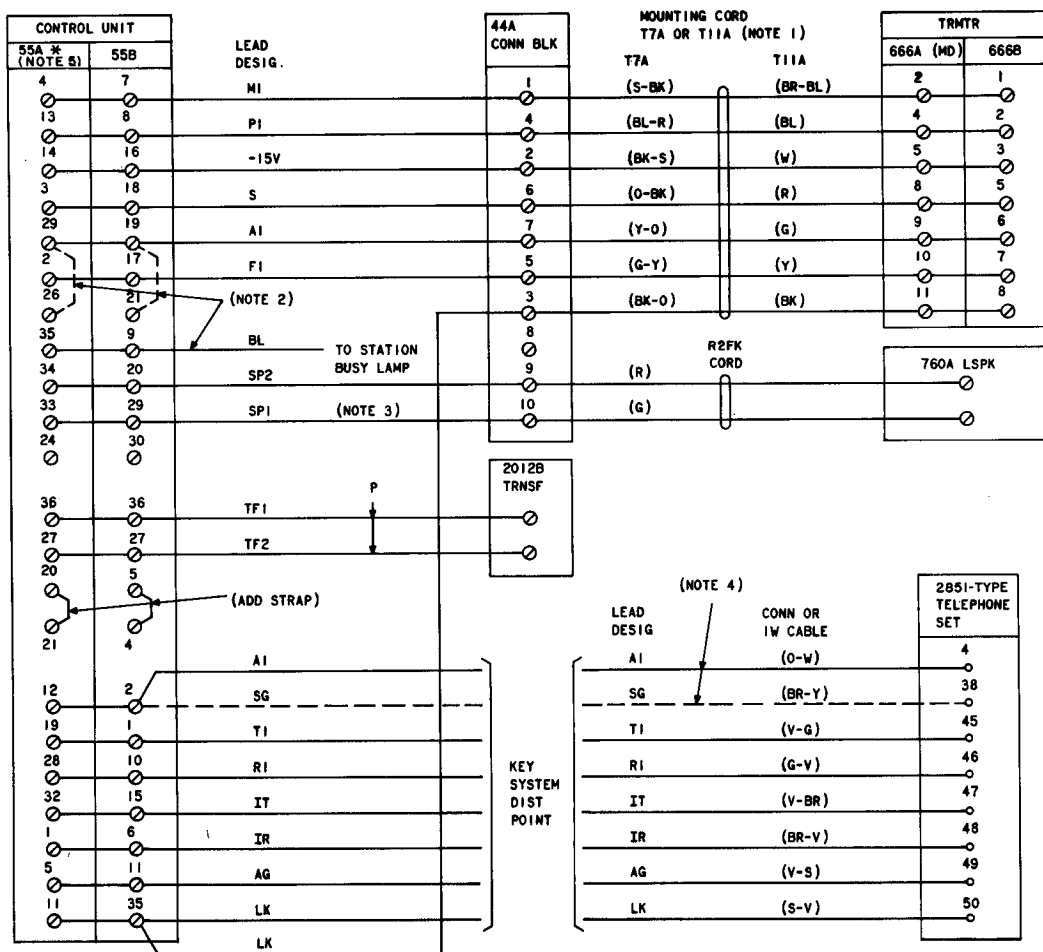 CONTROL UNIT
55A * (NOTE 5) 55B
LEAD DESIG.
44A CONN BLK
MOUNTING CORD
T7A OR T11A (NOTE 1)
T7A T11A
TRMTR
666A (MD) 666B
4 7 M1 1 (S-BK) (BR-BL) 2 1
13 8 P1 4 (BL-R) (BL) 4 2
14 16 -15V 2 (BK-S) (W) 5 3
3 18 S 6 (O-BK) (R) 8 5
29 19 A1 7 (Y-O) (G) 9 6
2 17 F1 5 (G-Y) (Y) 10 7
26 21 (NOTE 2) 3 (BK-O) (BK) 11 8
35 9 BL TO STATION BUSY LAMP 8
34 20 SP2 9 (R) R2FK CORD 760A LSPK
33 29 SP1 (NOTE 3) 10 (G)
24 30
2012B TRNSF
36 36 TF1 P
27 27 TF2
20 5
(ADD STRAP)
21 4
(NOTE 4)
LEAD DESIG
CONN OR IW CABLE
2851-TYPE TELEPHONE SET
A1 A1 (O-W) 4
12 2 SG SG (BR-Y) 38
19 1 T1 T1 (V-G) 45
28 10 R1 R1 (G-V) 46
KEY SYSTEM DIST POINT
32 15 IT IT (V-BR) 47
1 6 IR IR (BR-V) 48
5 11 AG AG (V-S) 49
11 35 LK LK (S-V) 50
LK